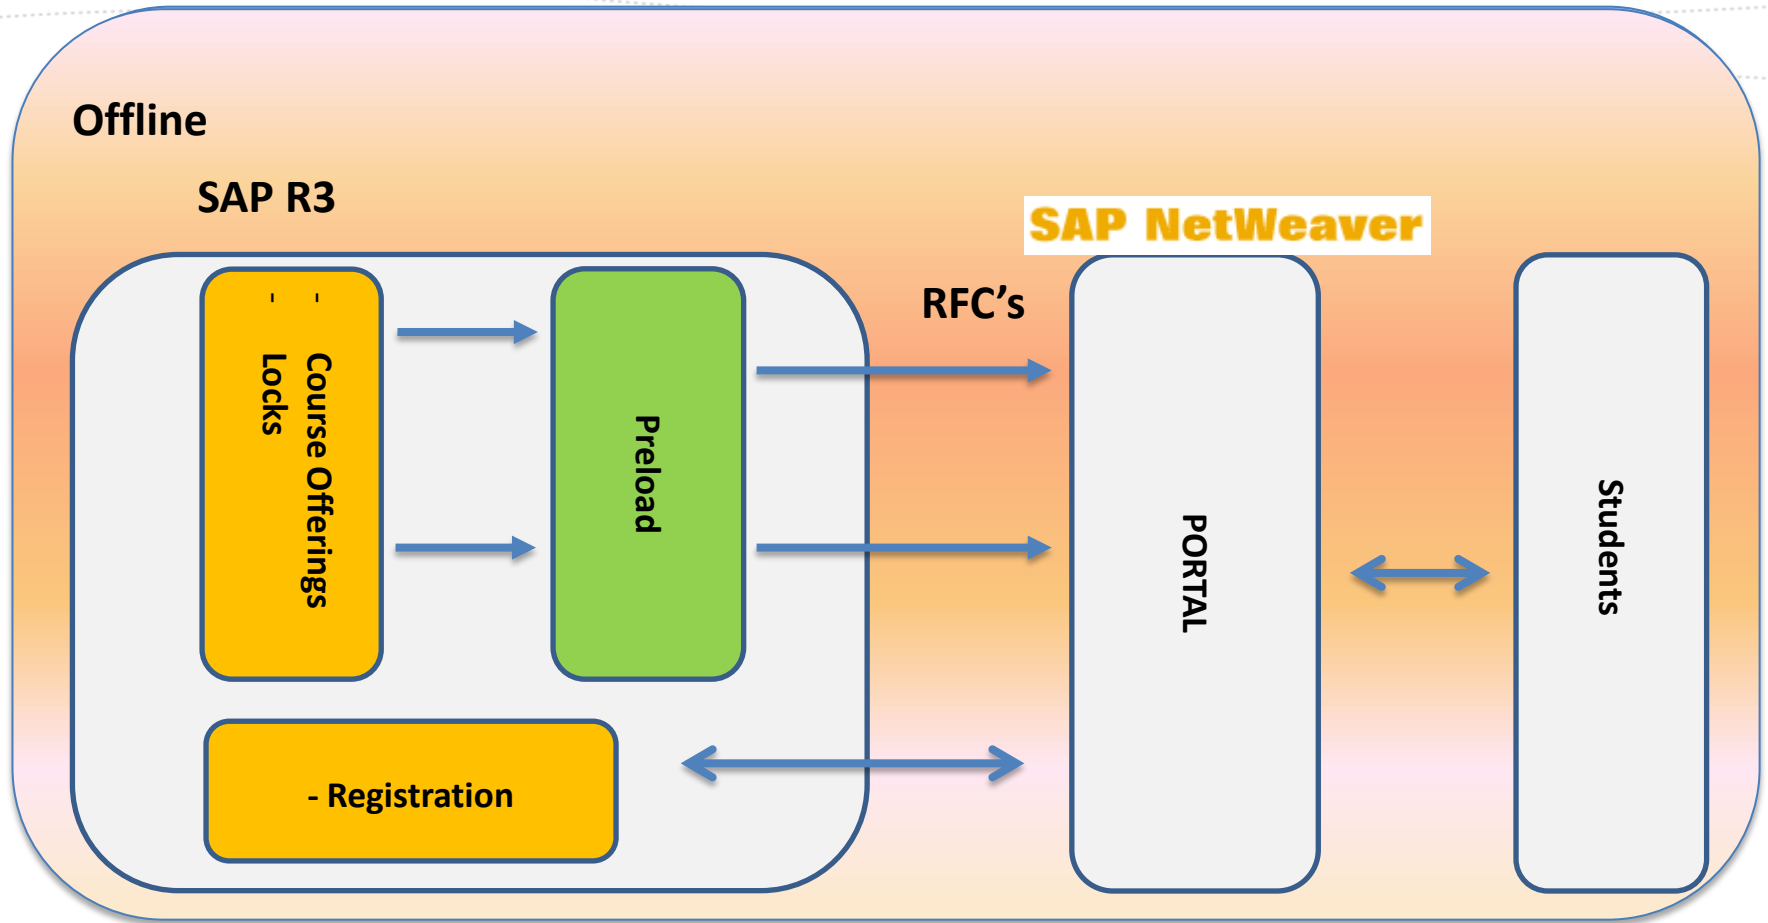 Offline
SAP R3
SAP NetWeaver
RFC's
- Course Offerings
- Locks
Preload
PORTAL
Students
- Registration